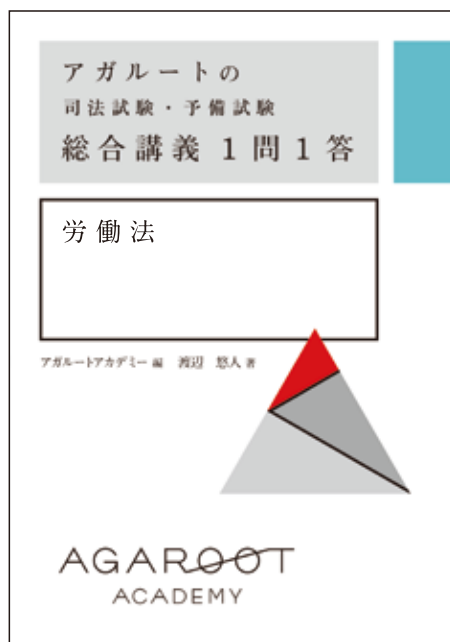 アガルートの
司法試験・予備試験
総合講義 1問1答
労働法
アガルートアカデミー 編 渡辺 悠人 著
AGAROOT
ACADEMY